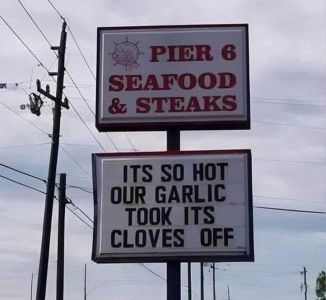 PIER 6
SEAFOOD
& STEAKS
ITS SO HOT
OUR GARLIC
TOOK ITS
CLOVES OFF